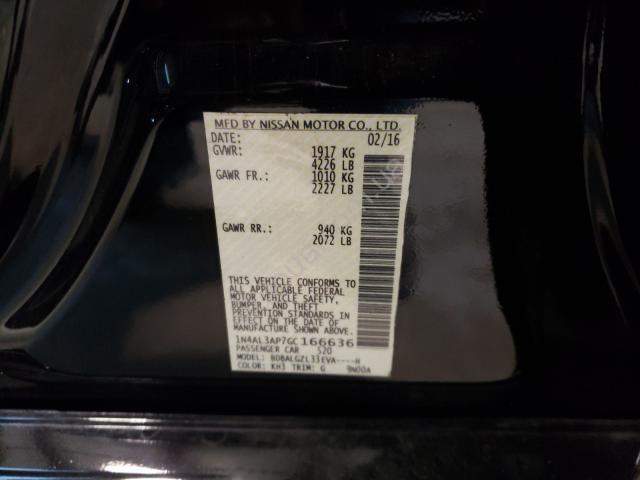 MFD BY NISSAN MOTOR CO., LTD.
DATE: 02/16
GVWR: 1917 KG
4226 LB
GAWR FR.: 1010 KG
2227 LB
GAWR RR.: 940 KG
2072 LB
THIS VEHICLE CONFORMS TO
ALL APPLICABLE FEDERAL
MOTOR VEHICLE SAFETY,
BUMPER, AND THEFT
PREVENTION STANDARDS
IN EFFECT ON THE DATE OF
MANUFACTURE SHOWN ABOVE.
1N4AL3AP7GC166636
PASSENGER CAR 520
MODEL: BDBALGZL33EVA----H
COLOR: KH3 TRIM: G 9N00A